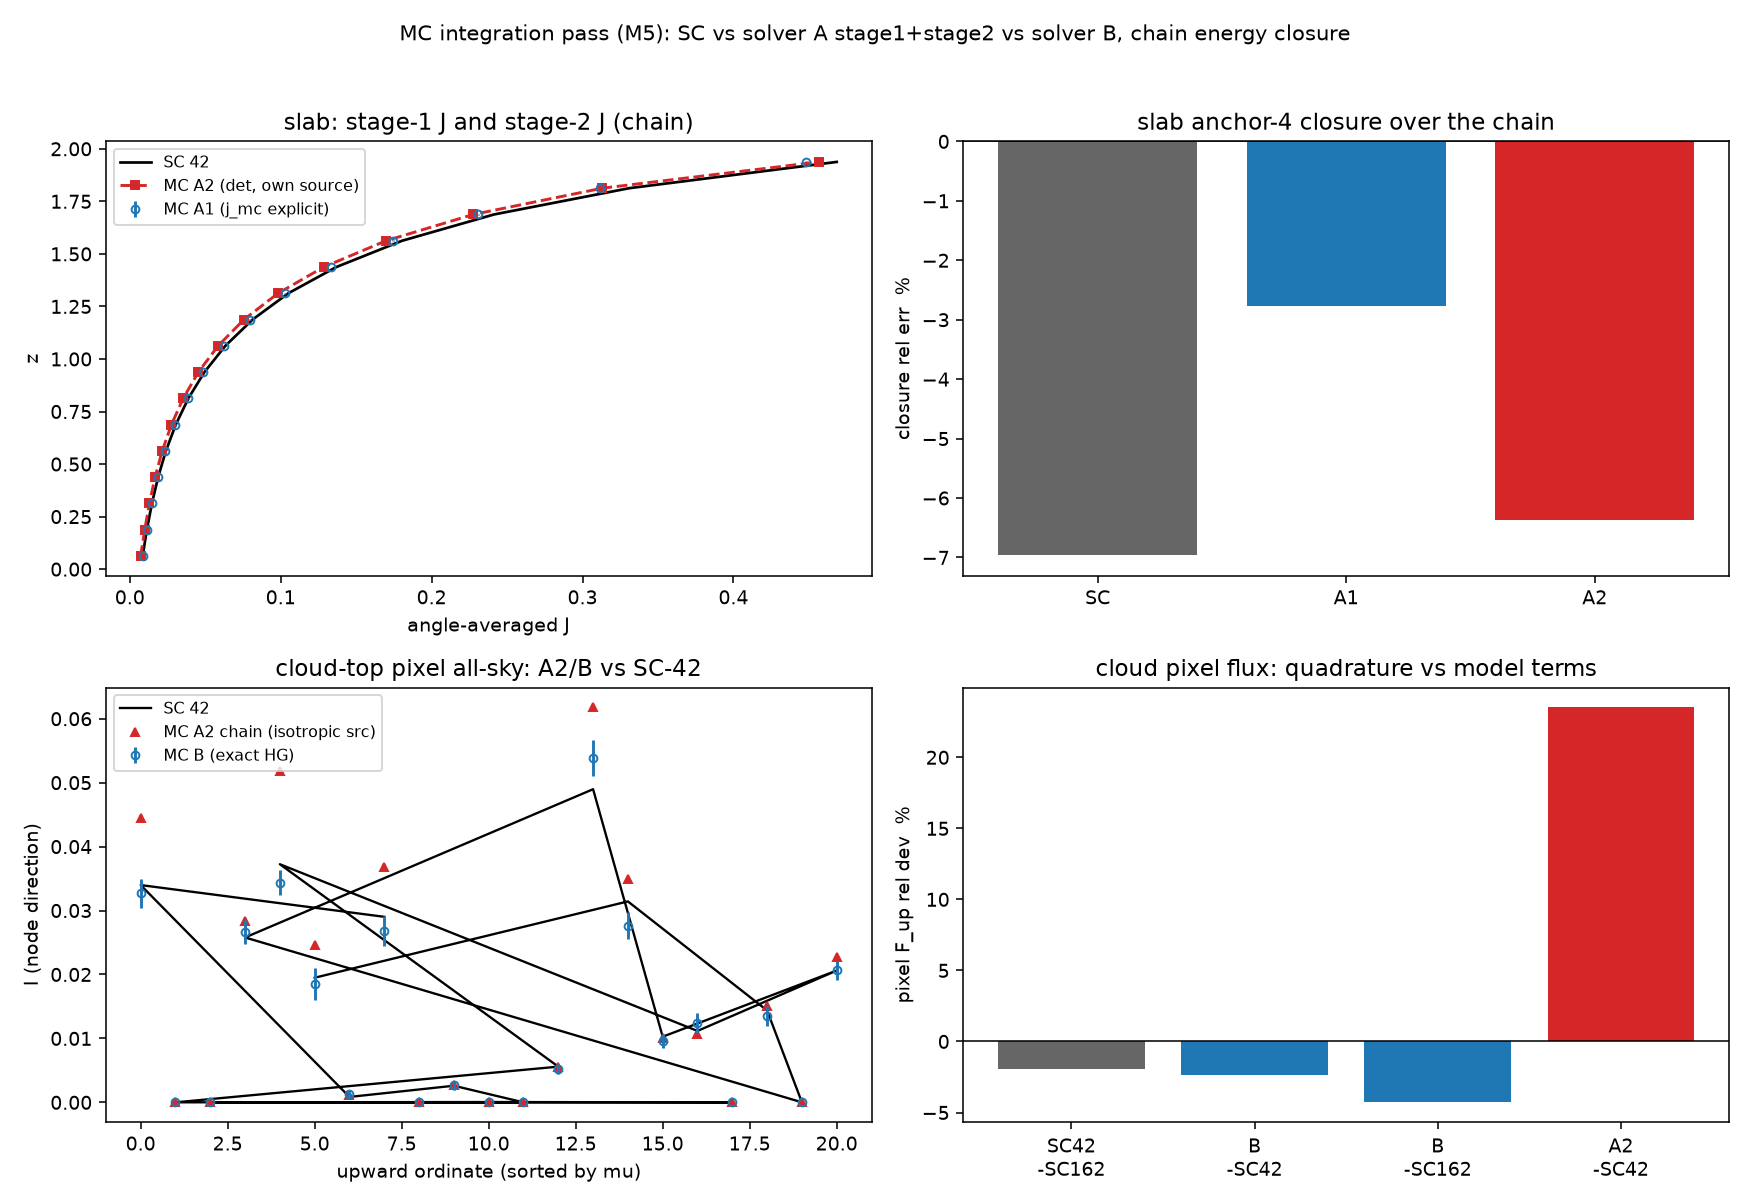 MC integration pass (M5): SC vs solver A stage1+stage2 vs solver B, chain energy closure
slab: stage-1 J and stage-2 J (chain)
2.00
1.75
1.50
1.25
1.00
0.75
0.50
0.25
0.00
z
SC 42
MC A2 (det, own source)
MC A1 (j_mc explicit)
0.0
0.1
0.2
0.3
0.4
angle-averaged J
slab anchor-4 closure over the chain
0
−1
−2
−3
−4
−5
−6
−7
closure rel err %
SC
A1
A2
cloud-top pixel all-sky: A2/B vs SC-42
0.06
0.05
0.04
0.03
0.02
0.01
0.00
I (node direction)
SC 42
MC A2 chain (isotropic src)
MC B (exact HG)
0.0
2.5
5.0
7.5
10.0
12.5
15.0
17.5
20.0
upward ordinate (sorted by mu)
cloud pixel flux: quadrature vs model terms
20
15
10
5
0
−5
pixel F_up rel dev %
SC42
-SC162
B
-SC42
B
-SC162
A2
-SC42